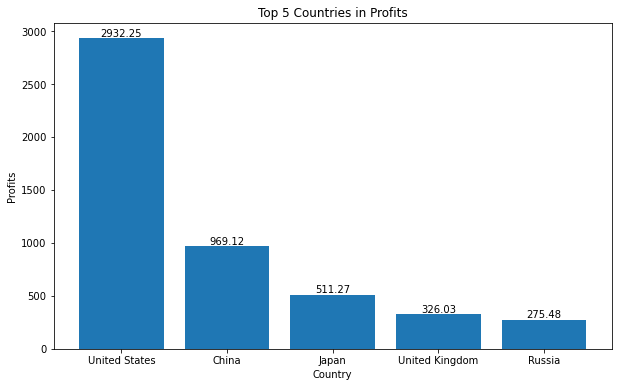 Top 5 Countries in Profits
2932.25
969.12
511.27
326.03
275.48
3000
2500
2000
1500
1000
500
0
Profits
United States
China
Japan
United Kingdom
Russia
Country